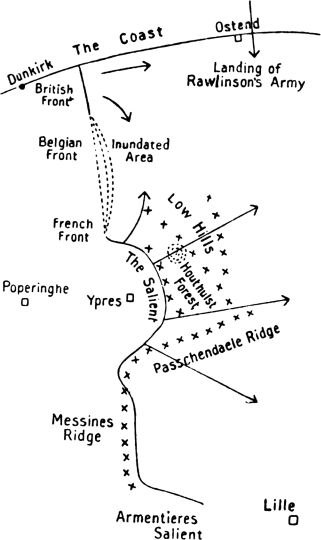 Ostend
The Coast
Dunkirk
Landing of
Rawlinson's Army
British
Front
Belgian
Front
Inundated
Area
French
Front
Low Hills
Houthulst
Forest
The Salient
Poperinghe
Ypres
Passchendaele Ridge
Messines
Ridge
Armentieres
Salient
Lille